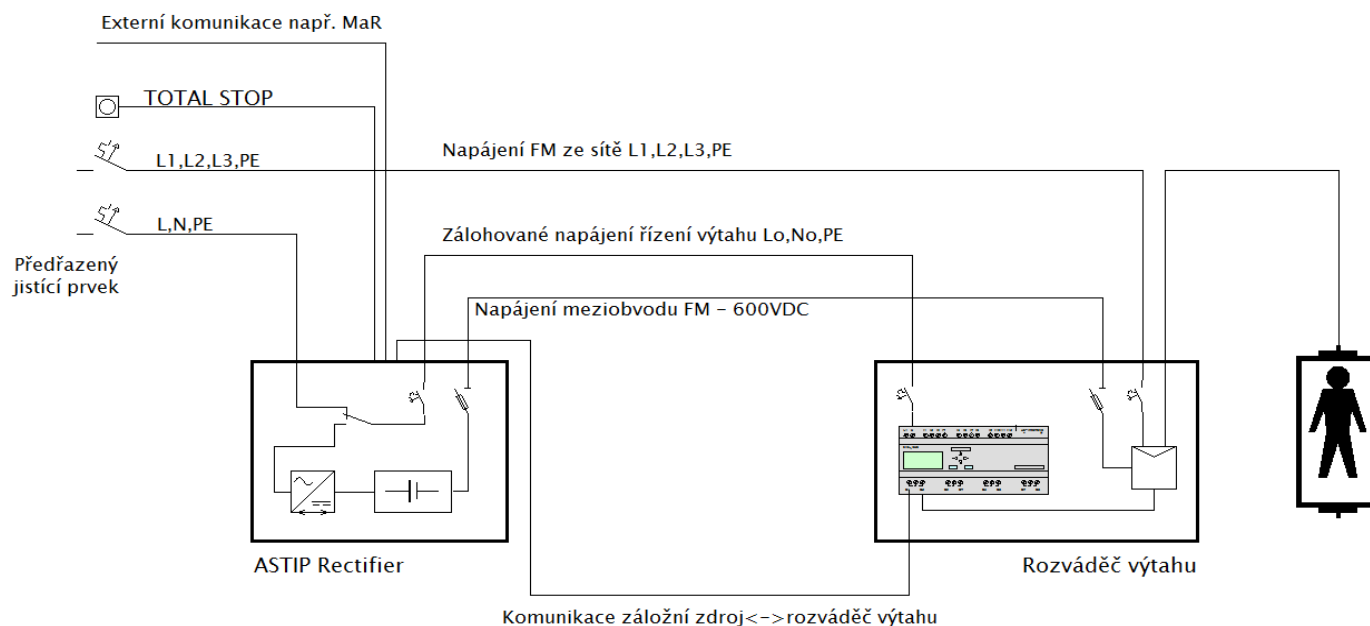 Externí komunikace např. MaR
TOTAL STOP
L1,L2,L3,PE
Napájení FM ze sítě L1,L2,L3,PE
L,N,PE
Zálohované napájení řízení výtahu Lo,No,PE
Předřazený
jistící prvek
Napájení meziobvodu FM – 600VDC
ASTIP Rectifier
Rozváděč výtahu
Komunikace záložní zdroj<->rozváděč výtahu